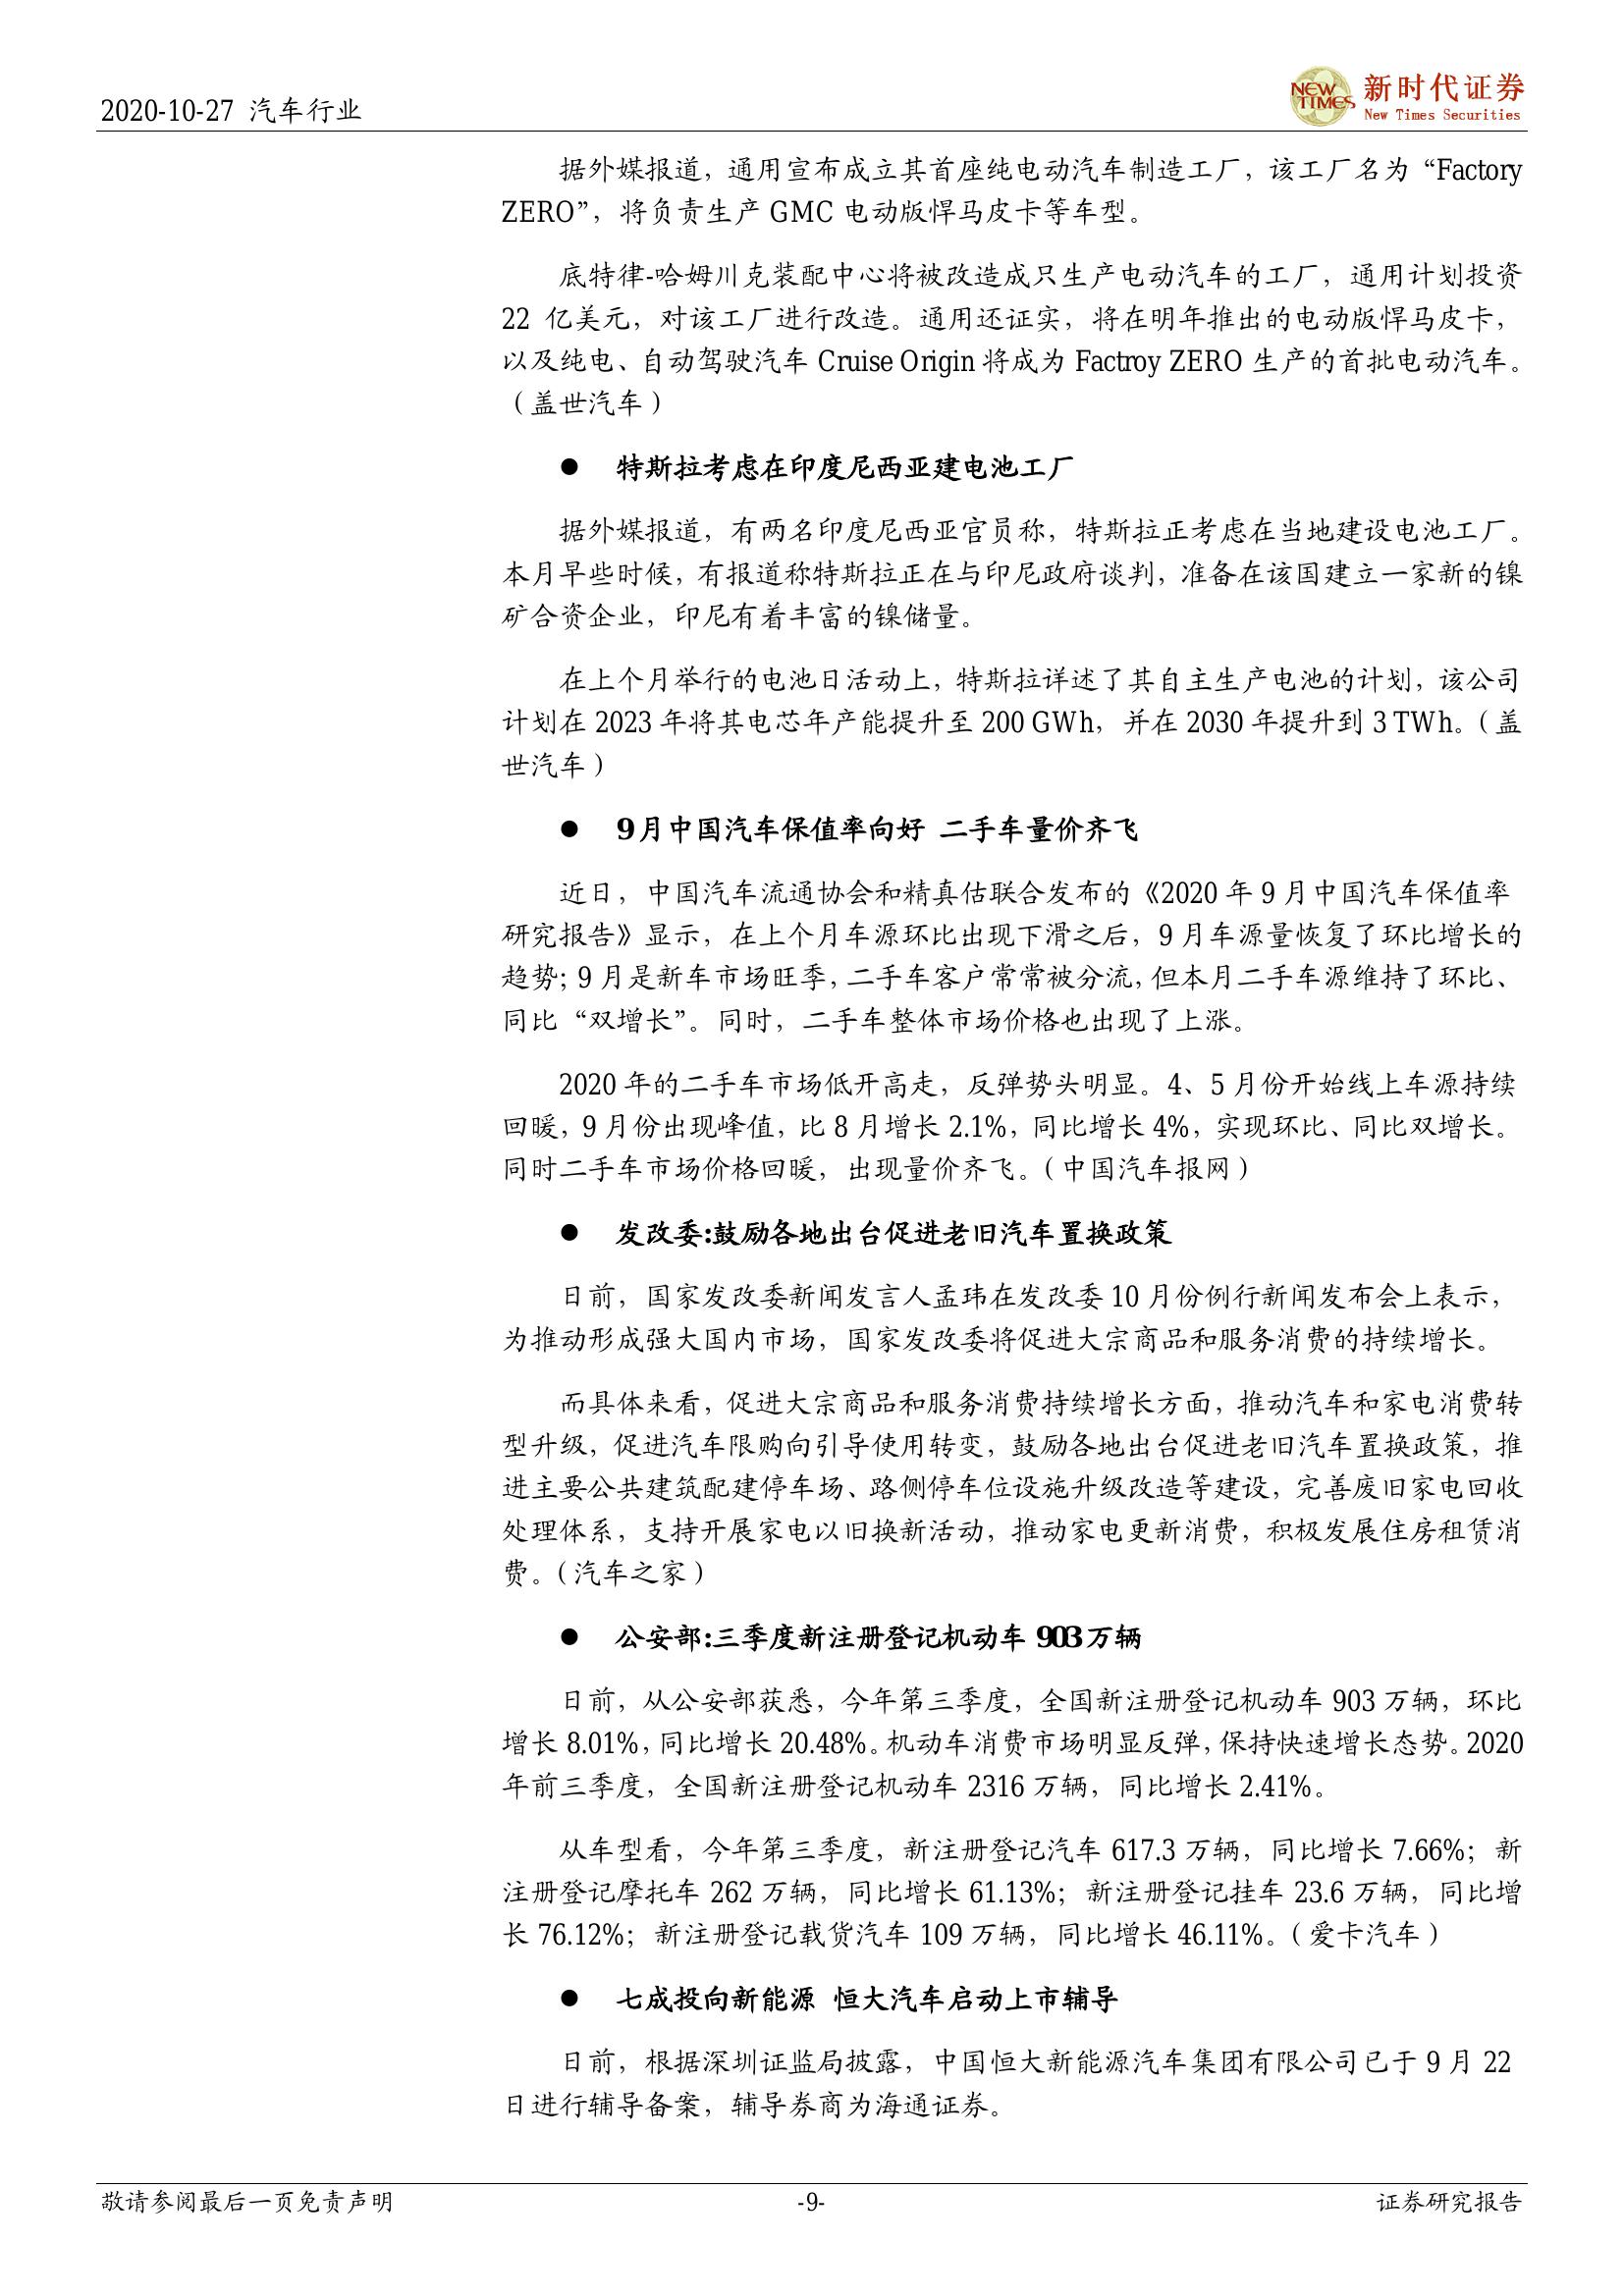 2020-10-27 汽车行业
NEW TIMES
新时代证券
New Times Securities
据外媒报道，通用宣布成立其首座纯电动汽车制造工厂，该工厂名为“Factory
ZERO”，将负责生产 GMC 电动版悍马皮卡等车型。
底特律-哈姆川克装配中心将被改造成只生产电动汽车的工厂，通用计划投资
22 亿美元，对该工厂进行改造。通用还证实，将在明年推出的电动版悍马皮卡，
以及纯电、自动驾驶汽车 Cruise Origin 将成为 Factroy ZERO 生产的首批电动汽车。
（盖世汽车）
● 特斯拉考虑在印度尼西亚建电池工厂
据外媒报道，有两名印度尼西亚官员称，特斯拉正考虑在当地建设电池工厂。
本月早些时候，有报道称特斯拉正在与印尼政府谈判，准备在该国建立一家新的镍
矿合资企业，印尼有着丰富的镍储量。
在上个月举行的电池日活动上，特斯拉详述了其自主生产电池的计划，该公司
计划在 2023 年将其电芯年产能提升至 200 GWh，并在 2030 年提升到 3 TWh。（盖
世汽车）
● 9月中国汽车保值率向好 二手车量价齐飞
近日，中国汽车流通协会和精真估联合发布的《2020 年 9 月中国汽车保值率
研究报告》显示，在上个月车源环比出现下滑之后，9 月车源量恢复了环比增长的
趋势；9 月是新车市场旺季，二手车客户常常被分流，但本月二手车源维持了环比、
同比“双增长”。同时，二手车整体市场价格也出现了上涨。
2020 年的二手车市场低开高走，反弹势头明显。4、5 月份开始线上车源持续
回暖，9 月份出现峰值，比 8 月增长 2.1%，同比增长 4%，实现环比、同比双增长。
同时二手车市场价格回暖，出现量价齐飞。（中国汽车报网）
● 发改委:鼓励各地出台促进老旧汽车置换政策
日前，国家发改委新闻发言人孟玮在发改委 10 月份例行新闻发布会上表示，
为推动形成强大国内市场，国家发改委将促进大宗商品和服务消费的持续增长。
而具体来看，促进大宗商品和服务消费持续增长方面，推动汽车和家电消费转
型升级，促进汽车限购向引导使用转变，鼓励各地出台促进老旧汽车置换政策，推
进主要公共建筑配建停车场、路侧停车位设施升级改造等建设，完善废旧家电回收
处理体系，支持开展家电以旧换新活动，推动家电更新消费，积极发展住房租赁消
费。（汽车之家）
● 公安部:三季度新注册登记机动车 903 万辆
日前，从公安部获悉，今年第三季度，全国新注册登记机动车 903 万辆，环比
增长 8.01%，同比增长 20.48%。机动车消费市场明显反弹，保持快速增长态势。2020
年前三季度，全国新注册登记机动车 2316 万辆，同比增长 2.41%。
从车型看，今年第三季度，新注册登记汽车 617.3 万辆，同比增长 7.66%；新
注册登记摩托车 262 万辆，同比增长 61.13%；新注册登记挂车 23.6 万辆，同比增
长 76.12%；新注册登记载货汽车 109 万辆，同比增长 46.11%。（爱卡汽车）
● 七成投向新能源 恒大汽车启动上市辅导
日前，根据深圳证监局披露，中国恒大新能源汽车集团有限公司已于 9 月 22
日进行辅导备案，辅导券商为海通证券。
敬请参阅最后一页免责声明
-9-
证券研究报告